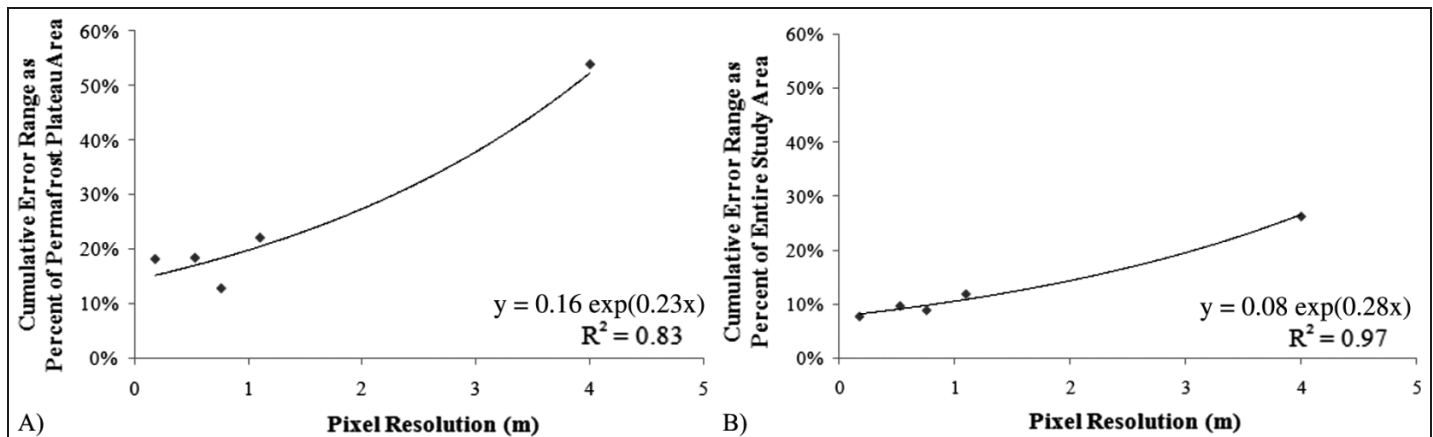 Cumulative Error Range as
Percent of Permafrost Plateau Area
60%
50%
40%
30%
20%
10%
0%
0 1 2 3 4 5
y = 0.16 exp(0.23x)
R² = 0.83
A)
Pixel Resolution (m)
Cumulative Error Range as
Percent of Entire Study Area
60%
50%
40%
30%
20%
10%
0%
0 1 2 3 4 5
y = 0.08 exp(0.28x)
R² = 0.97
B)
Pixel Resolution (m)